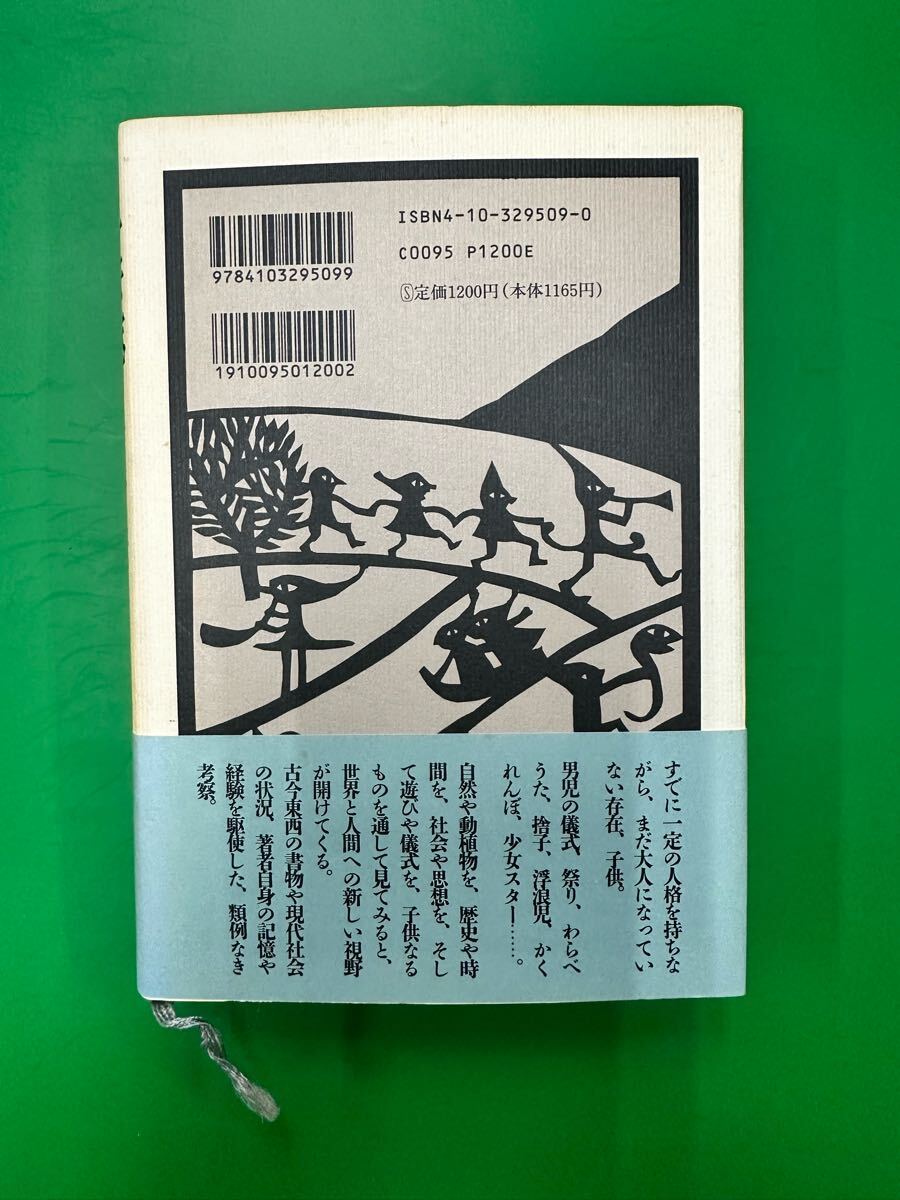 ISBN4-10-329509-0
C0095 P1200E
Ⓢ定価1200円(本体1165円)
9784103295099
1910095012002
すでに一定の人格を持ちな
がら、まだ大人になってい
ない存在、子供。
男児の儀式、祭り、わらべ
うた、捨子、浮浪児、かく
れんぼ、少女スター……。
自然や動植物を、歴史や時
間を、社会や思想を、そし
て遊びや儀式を、子供なる
ものを通して見てみると、
世界と人間への新しい視野
が開けてくる。
古今東西の書物や現代社会
の状況、著者自身の記憶や
経験を駆使した、類例なき
考察。